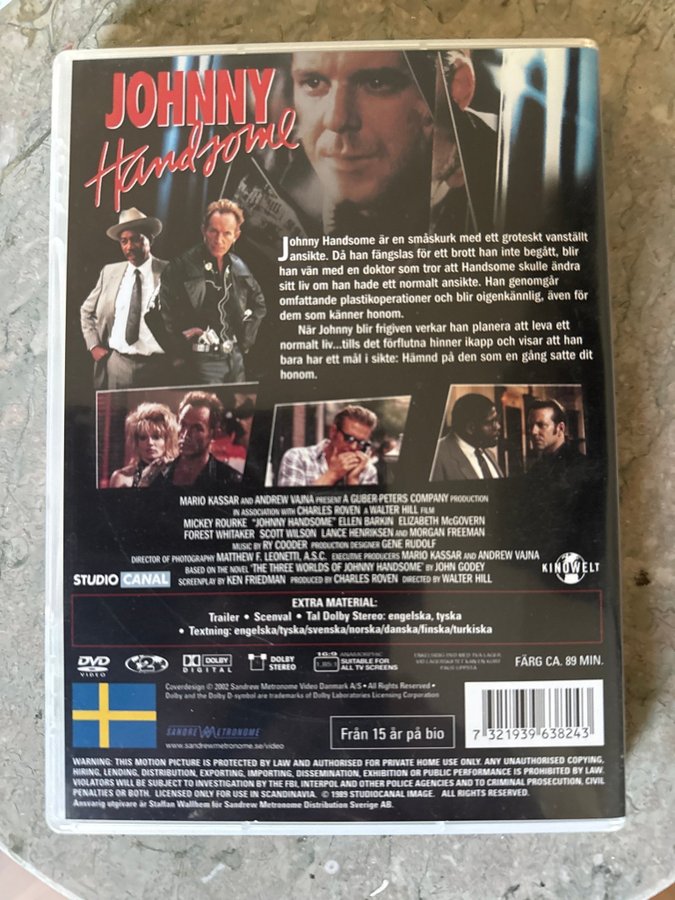 JOHNNY
Handsome
Johnny Handsome är en småskurk med ett groteskt vanställt
ansikte. Då han fängslas för ett brott han inte begått, blir
han vän med en doktor som tror att Handsome skulle ändra
sitt liv om han hade ett normalt ansikte. Han genomgår
omfattande plastikoperationer och blir oigenkännlig, även för
dem som känner honom.
När Johnny blir frigiven verkar han planera att leva ett
normalt liv...tills det förflutna hinner ikapp och visar att han
bara har ett mål i sikte: Hämnd på den som en gång satte dit
honom.
MARIO KASSAR AND ANDREW VAJNA PRESENT A GUBER-PETERS COMPANY PRODUCTION
IN ASSOCIATION WITH CHARLES ROVEN A WALTER HILL FILM
MICKEY ROURKE "JOHNNY HANDSOME" ELLEN BARKIN ELIZABETH McGOVERN
FOREST WHITAKER SCOTT WILSON LANCE HENRIKSEN AND MORGAN FREEMAN
MUSIC BY RY COODER PRODUCTION DESIGNER GENE RUDOLF
DIRECTOR OF PHOTOGRAPHY MATTHEW F. LEONETTI, A.S.C. EXECUTIVE PRODUCERS MARIO KASSAR AND ANDREW VAJNA
BASED ON THE NOVEL "THE THREE WORLDS OF JOHNNY HANDSOME" BY JOHN GODEY
SCREENPLAY BY KEN FRIEDMAN PRODUCED BY CHARLES ROVEN DIRECTED BY WALTER HILL
STUDIO CANAL
KINOWELT
EXTRA MATERIAL:
Trailer • Scenval • Tal Dolby Stereo: engelska, tyska
• Textning: engelska/tyska/svenska/norska/danska/finska/turkiska
DVD
VIDEO
2
DOLBY
DIGITAL
DOLBY
STEREO
16:9 ANAMORPHIC
1.85:1 SUITABLE FOR
ALL TV SCREENS
FÄRG CA. 89 MIN.
Coverdesign © 2002 Sandrew Metronome Video Danmark A/S • All Rights Reserved •
Dolby and the Dolby D-symbol are trademarks of Dolby Laboratories Licensing Corporation
SANDREW METRONOME
www.sandrewmetronome.se/video
Från 15 år på bio
7 321939 638243
WARNING: THIS MOTION PICTURE IS PROTECTED BY LAW AND AUTHORISED FOR PRIVATE HOME USE ONLY. ANY UNAUTHORISED COPYING,
HIRING, LENDING, DISTRIBUTION, EXPORTING, IMPORTING, DISSEMINATION, EXHIBITION OR PUBLIC PERFORMANCE IS PROHIBITED BY LAW.
VIOLATORS WILL BE SUBJECT TO INVESTIGATION BY THE FBI, INTERPOL AND OTHER POLICE AGENCIES AND TO CRIMINAL PROSECUTION, CIVIL
PENALTIES OR BOTH. LICENSED ONLY FOR USE IN SCANDINAVIA. © 1989 STUDIOCANAL IMAGE. ALL RIGHTS RESERVED.
Ansvarig utgivare är Staffan Wallhem för Sandrew Metronome Distribution Sverige AB.